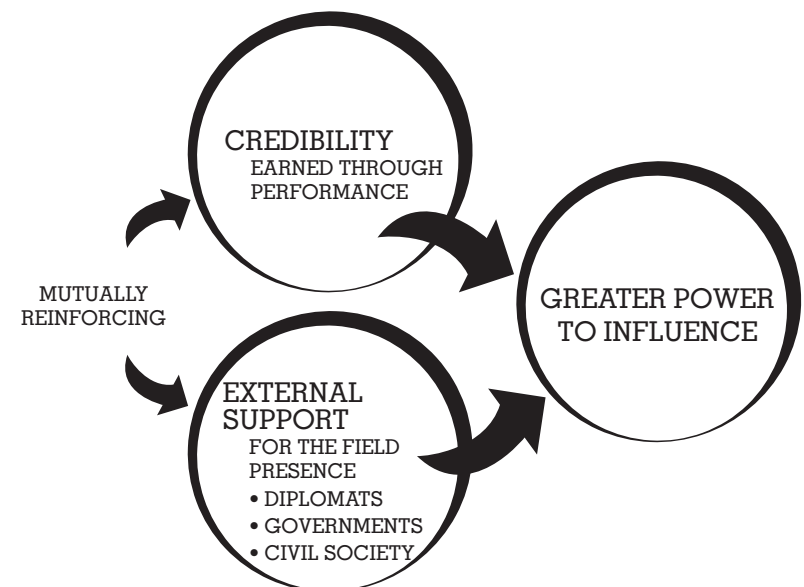 CREDIBILITY
EARNED THROUGH
PERFORMANCE
MUTUALLY
REINFORCING
EXTERNAL
SUPPORT
FOR THE FIELD
PRESENCE
• DIPLOMATS
• GOVERNMENTS
• CIVIL SOCIETY
GREATER POWER
TO INFLUENCE